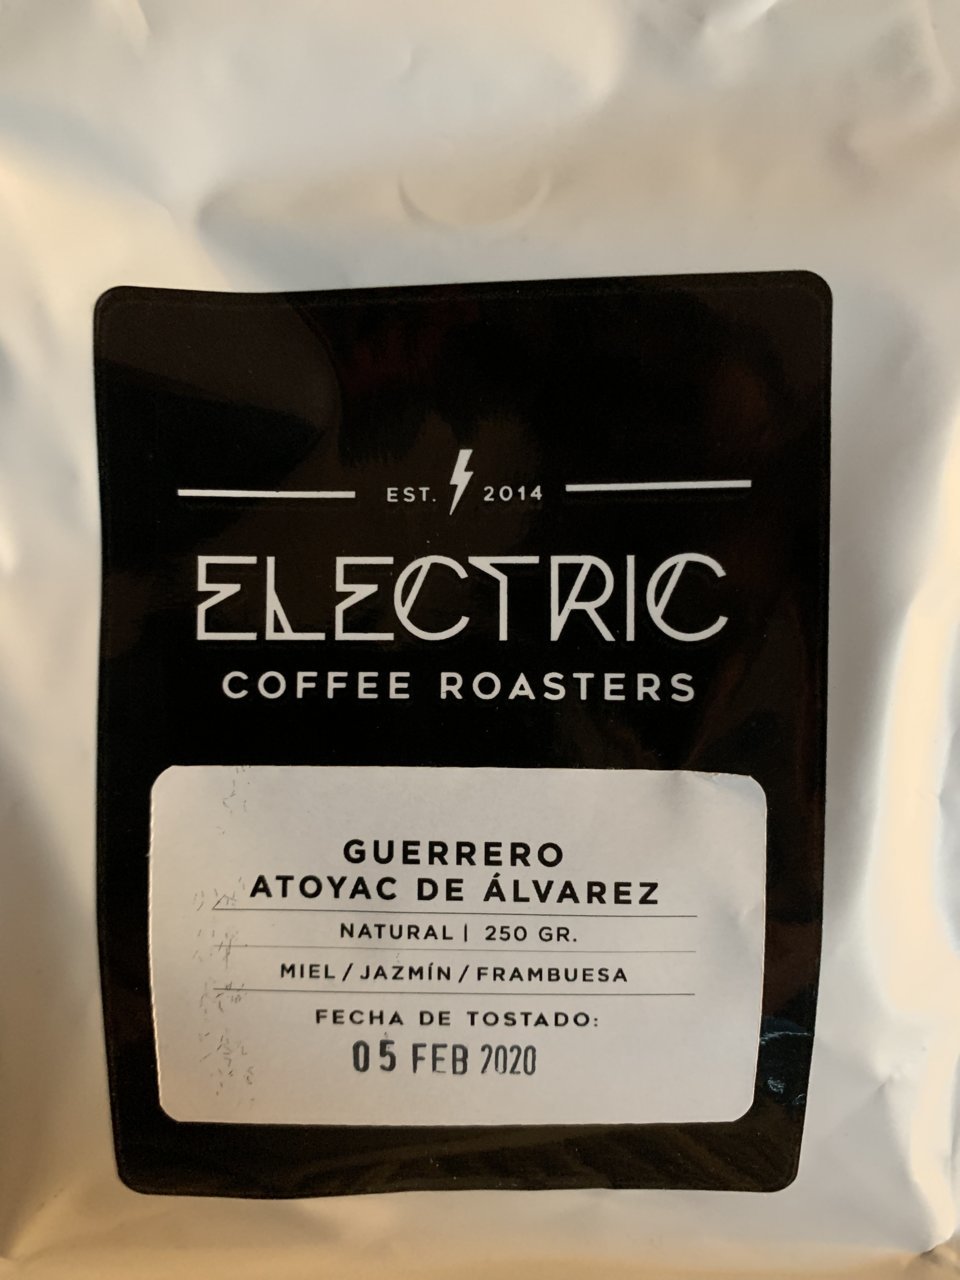 EST. 2014
ELECTRIC
COFFEE ROASTERS
GUERRERO
ATOYAC DE ÁLVAREZ
NATURAL | 250 GR.
MIEL / JAZMÍN / FRAMBUESA
FECHA DE TOSTADO:
05 FEB 2020